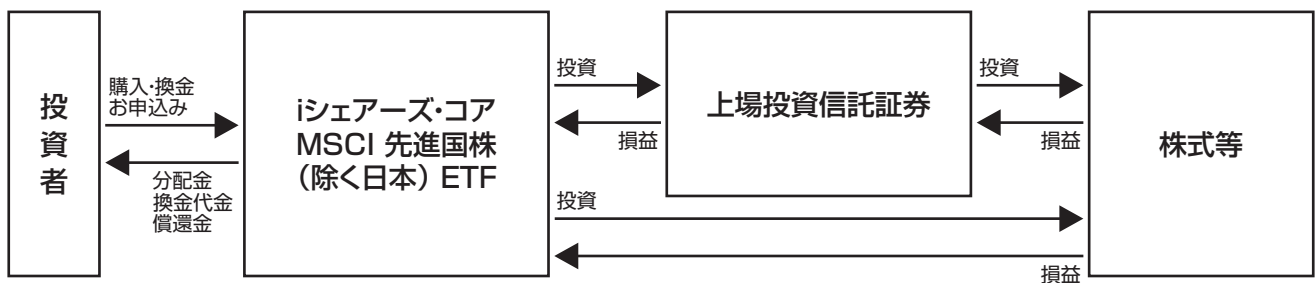 投資者
購入・換金
お申込み
分配金
換金代金
償還金
iシェアーズ・コア
MSCI 先進国株
（除く日本）ETF
投資
損益
上場投資信託証券
投資
損益
投資
損益
株式等